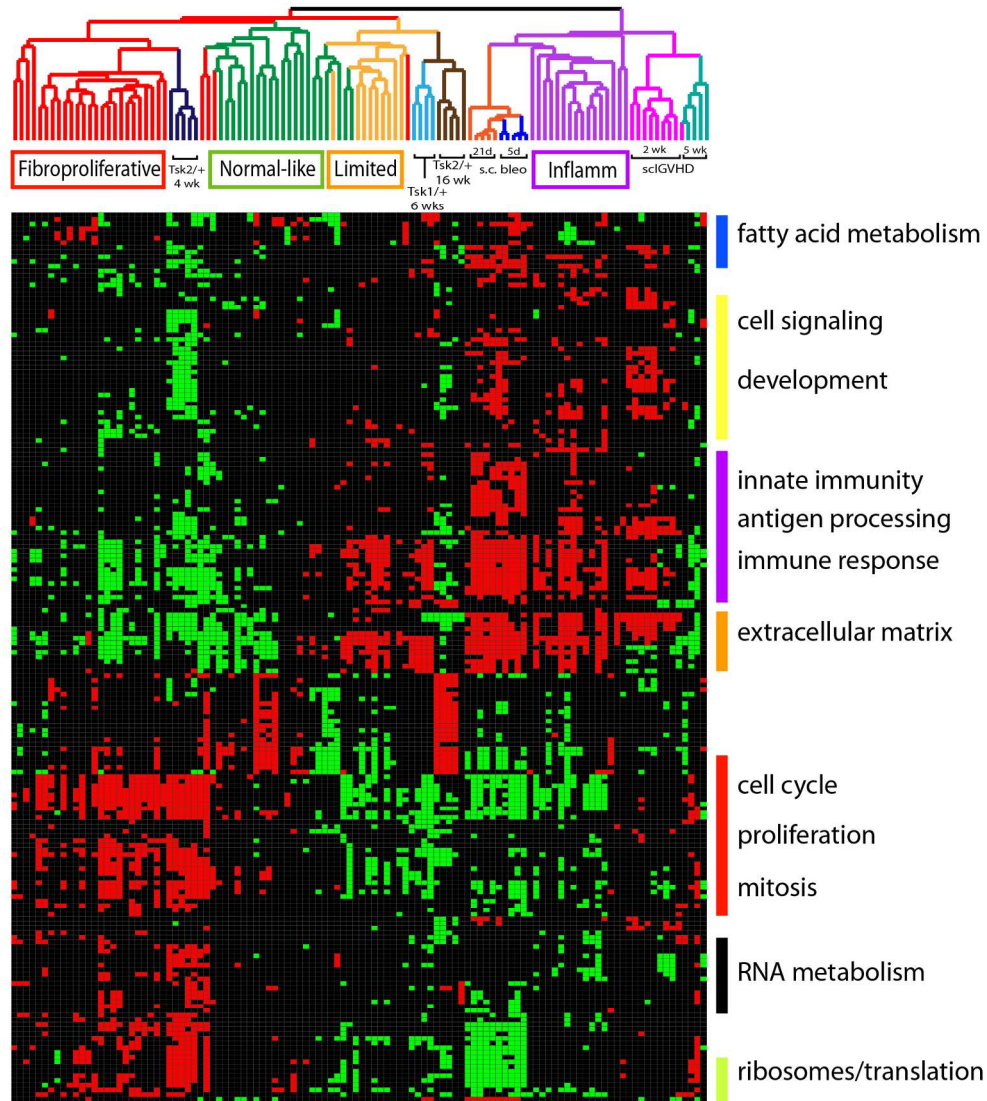 Fibroproliferative
Tsk2/+
4 wk
Normal-like
Limited
Tsk1/+
6 wks
Tsk2/+
16 wk
21d 5d
s.c. bleo
Inflamm
2 wk 5 wk
sclGVHD
fatty acid metabolism
cell signaling
development
innate immunity
antigen processing
immune response
extracellular matrix
cell cycle
proliferation
mitosis
RNA metabolism
ribosomes/translation